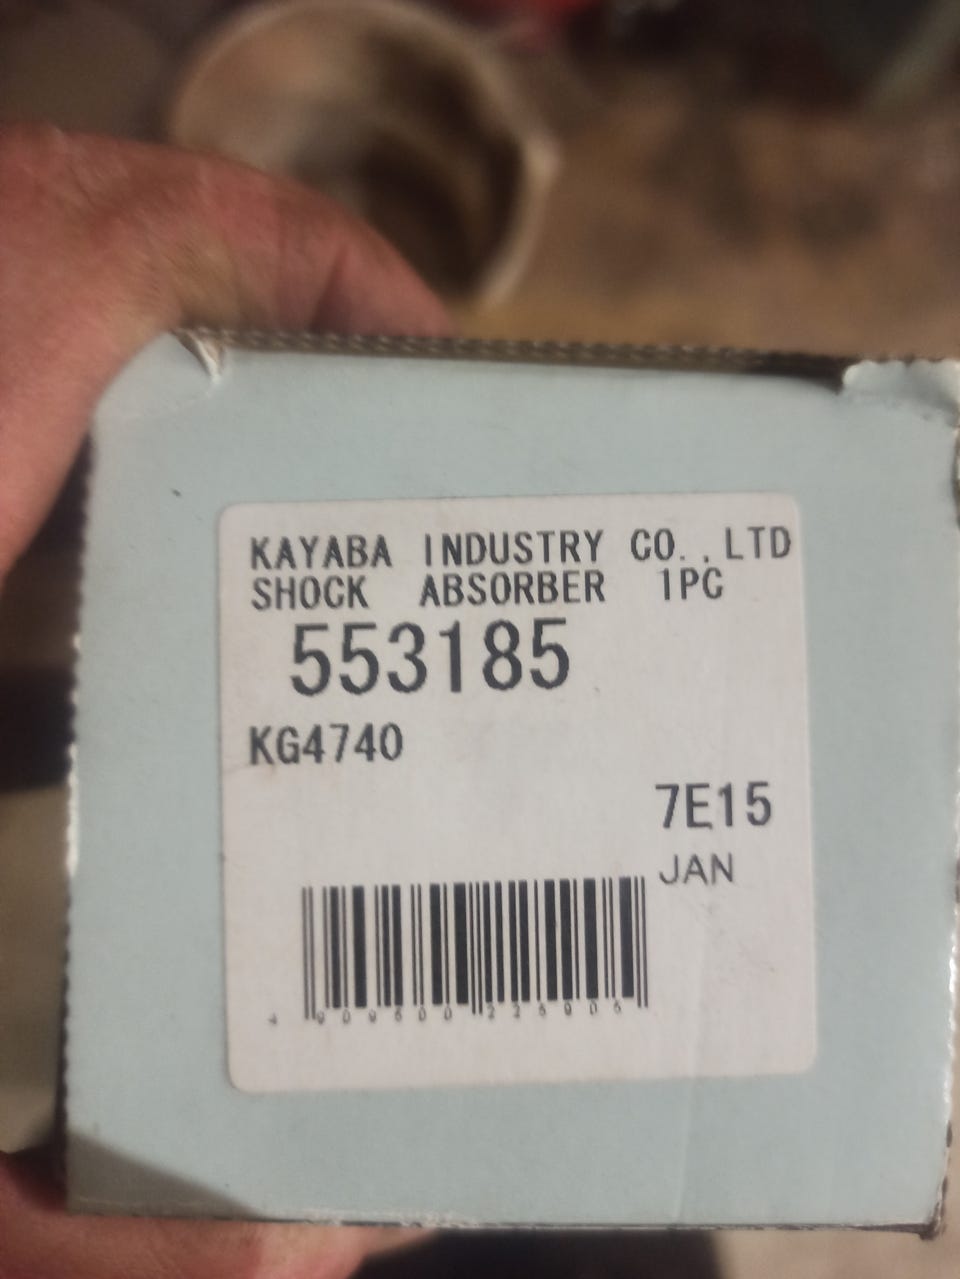 KAYABA INDUSTRY CO.,LTD
SHOCK ABSORBER 1PC
553185
KG4740
7E15
JAN